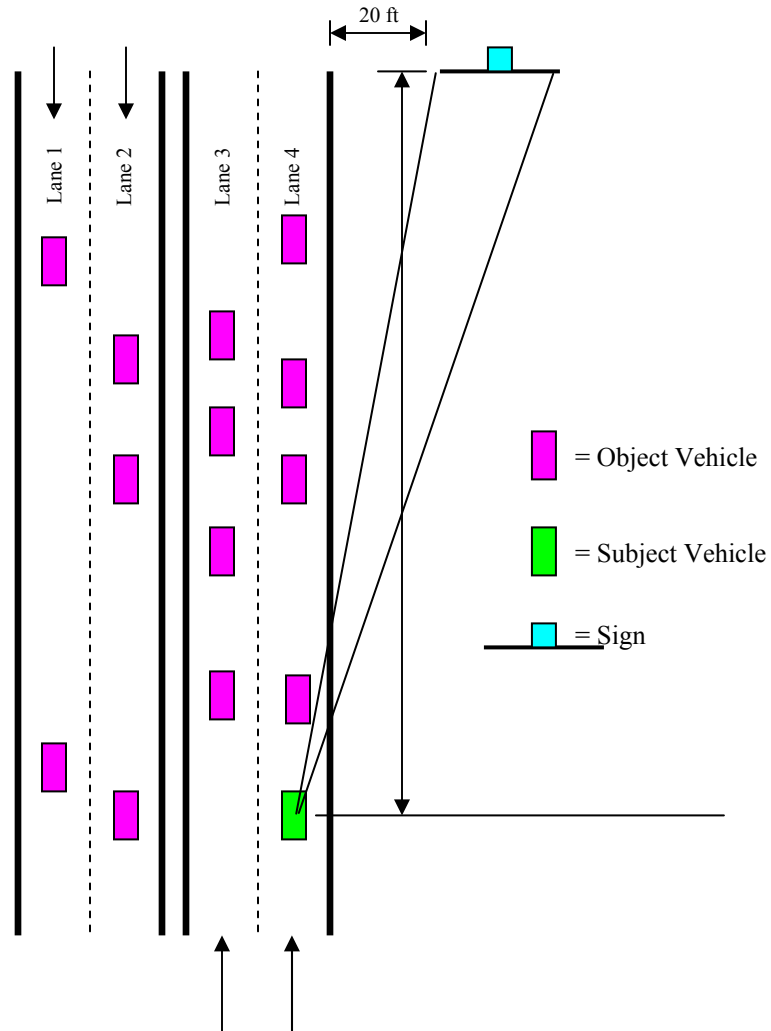 20 ft
Lane 1
Lane 2
Lane 3
Lane 4
= Object Vehicle
= Subject Vehicle
= Sign